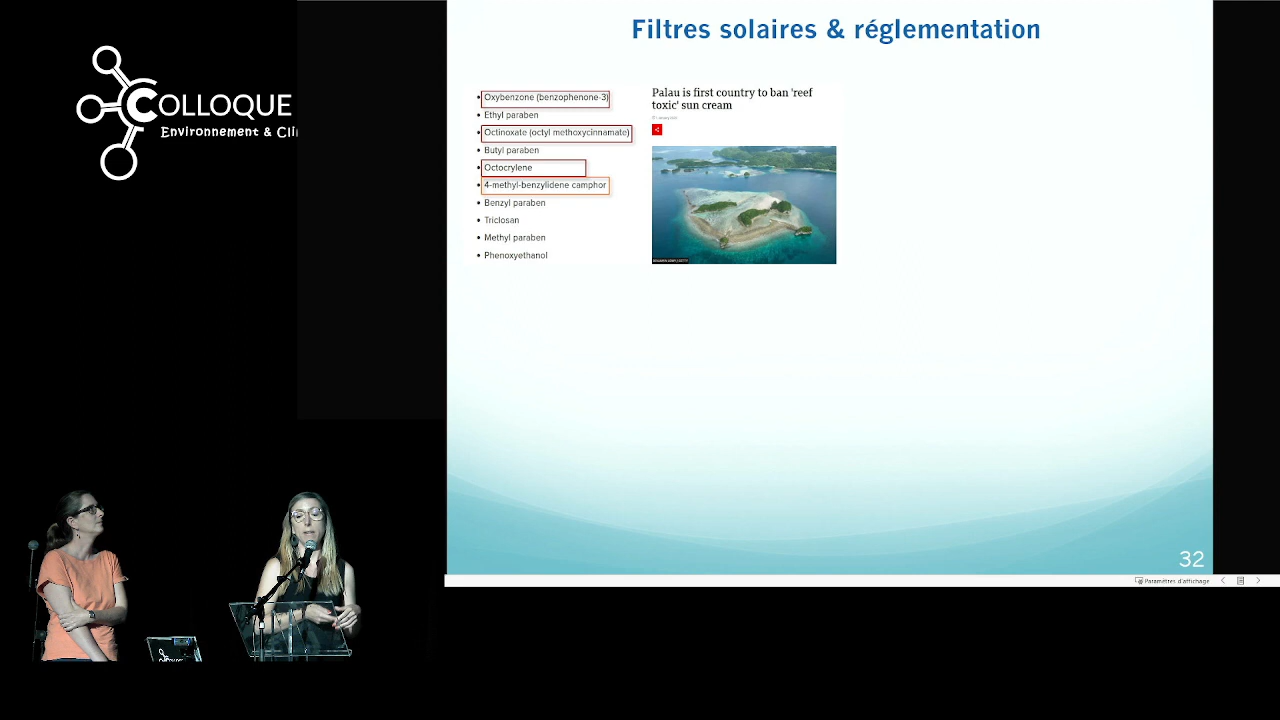 COLLOQUE
Environnement & Cli
Filtres solaires & réglementation
• Oxybenzone (benzophenone-3)
• Ethyl paraben
• Octinoxate (octyl methoxycinnamate)
• Butyl paraben
• Octocrylene
• 4-methyl-benzylidene camphor
• Benzyl paraben
• Triclosan
• Methyl paraben
• Phenoxyethanol
Palau is first country to ban 'reef
toxic' sun cream
32
Paramètres d'affichage